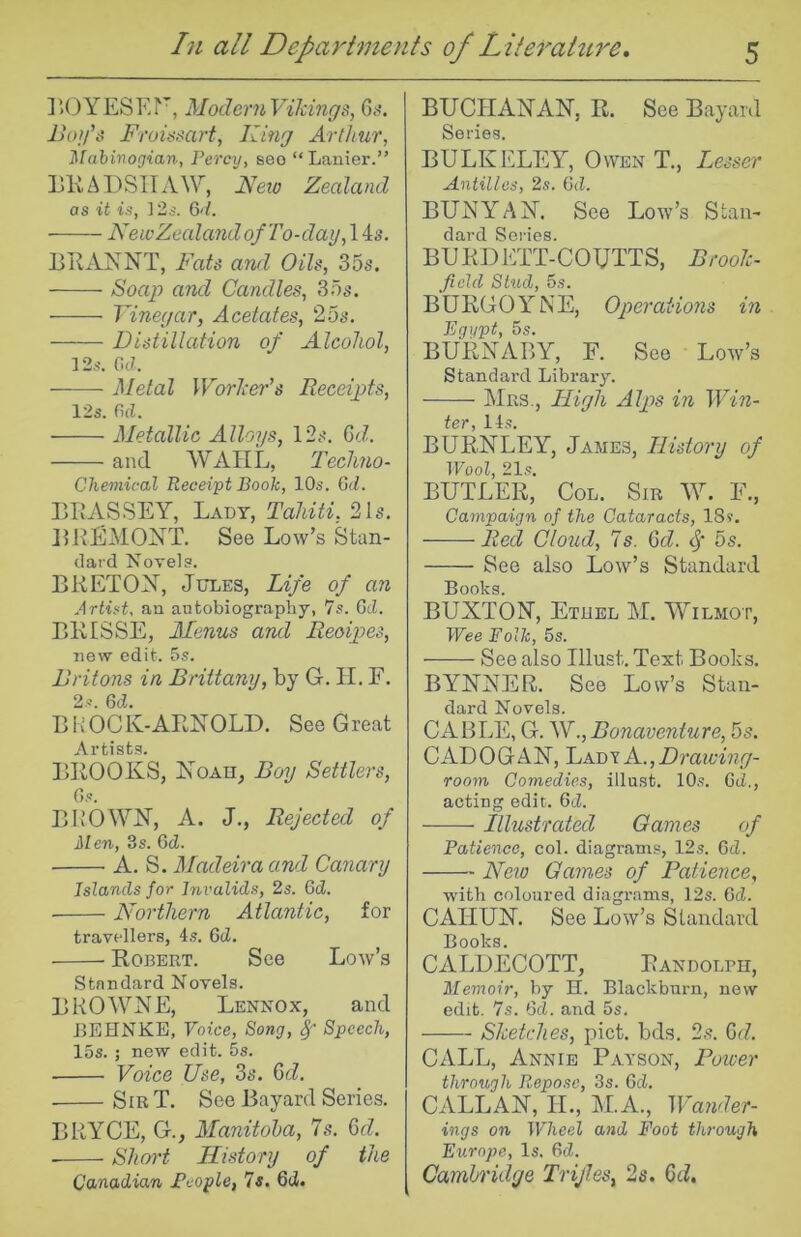 In all Departments of Literature.
5
BOYESEN, Modern Vikings, 6s.
Boy's Froissart, King Arthur,
Mabinogian, Percy, see “Lanier.”
BRADSHAW, New Zealand
as it is, 12s. 6d.
—— New Zealand of To-day, 14s.
BRANNT, Fats and Oils, 35s.
—— Soap and Candles, 35s.
—— Vinegar, Acetates, 25s.
—— Distillation of Alcohol,
12s. 6d.
—— Metal Worker's Receipts,
12s. 6d.
—— Metallic Alloys, 12s. 6d.
—— and WAHL, Techno-
Chemical Receipt Book, 10s. 6d.
BRASSEY, LADY, Tahiti. 21s.
BRÉMONT. See Low's Stan-
dard Novels.
BRETON, JULES, Life of an
Artist, an autobiography, 7s. 6d.
BRISSE, Menus and Recipes,
new edit. 5s.
Britons in Brittany, by G. H. F.
2s. 6d.
BROCK-ARNOLD. See Great
Artists.
BROOKS, NOAH, Boy Settlers,
6s.
BROWN, A. J., Rejected of
Men, 3s. 6d.
—— A. S. Madeira and Canary
Islands for Invalids, 2s. 6d.
—— Northern Atlantic, for
travellers, 4s. 6d.
—— ROBERT. See Low's
Standard Novels.
BROWNE, LENNOX, and
BEHNKE, Voice, Song, & Speech,
15s. ; new edit. 5s.
—— Voice Use, 3s. 6d.
—— SIR T. See Bayard Series.
BRYCE, G., Manitoba, 7s. 6d.
—— Short History of the
Canadian People, 7s. 6d.
BUCHANAN, R. See Bayard
Series.
BULKELEY, OWEN T., Lesser
Antilles, 2s. 6d.
BUNYAN. See Low's Stan-
dard Series.
BURDETT-COUTTS, Brook-
field Stud, 5s.
BURGOYNE, Operations in
Egypt, 5s.
BURNABY, F. See Low's
Standard Library.
—— MRS., High Alps in Win-
ter, 14s.
BURNLEY, JAMES, History of
Wool, 21s.
BUTLER, COL. SIR W. F.,
Campaign of the Cataracts, 18s.
—— Red Cloud, 7s. 6d. & 5s.
—— See also Low's Standard
Books.
BUXTON, ETHEL M. WILMOT,
Wee Folk, 5s.
—— See also Illust. Text Books.
BYNNER. See Low's Stan-
dard Novels.
CABLE, G. W., Bonaventure, 5s.
CADOGAN, LADY A., Drawing-
room Comedies, illust. 10s. 6d.,
acting edit. 6d.
—— Illustrated Games of
Patience, col. diagrams, 12s. 6d.
—— New Games of Patience,
with coloured diagrams, 12s. 6d.
CAHUN. See Low's Standard
Books.
CALDECOTT, RANDOLPH,
Memoir, by H. Blackburn, new
edit. 7s. 6d. and 5s.
—— Sketches, pict. bds. 2s. 6d.
CALL, ANNIE PAYSON, Power
through Repose, 3s. 6d.
CALLAN, H., M.A., Wander-
ings on Wheel and Foot through
Europe, 1s. 6d.
Cambridge Trifles, 2s. 6d.